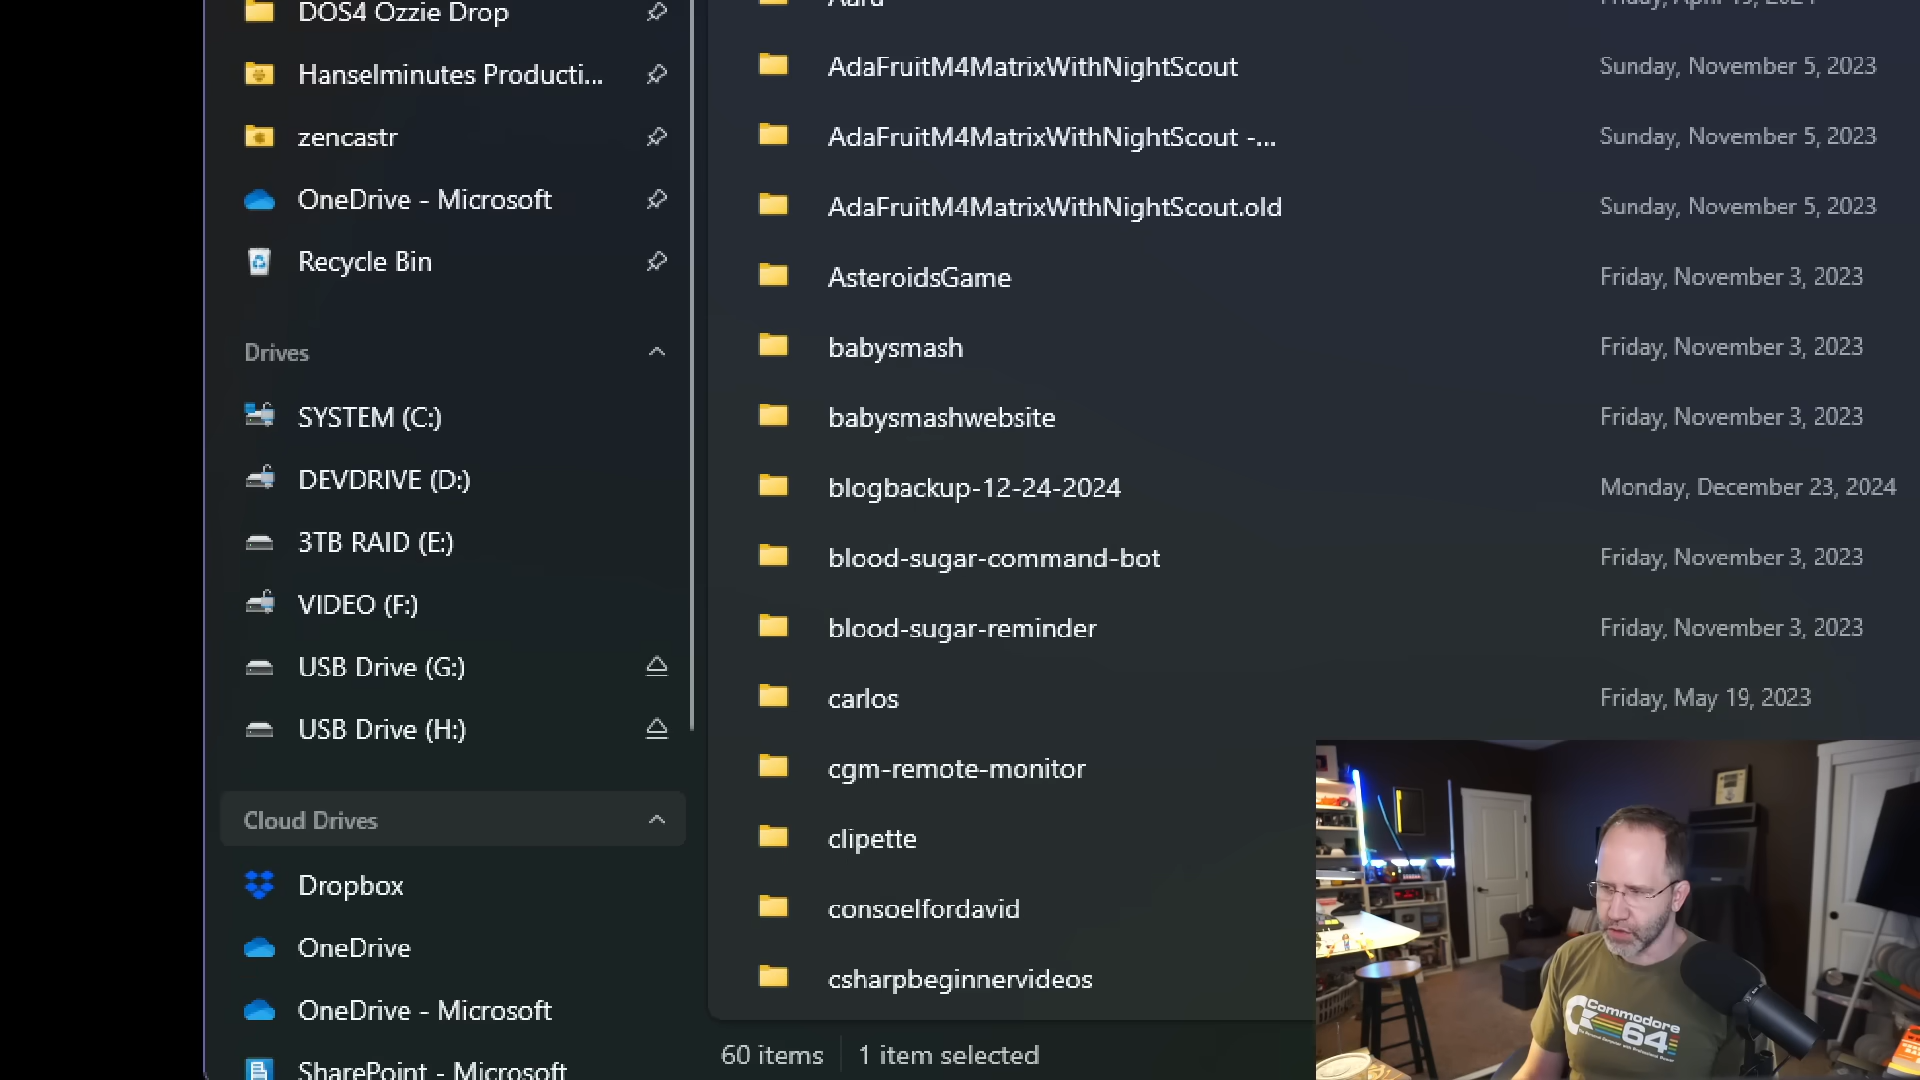 DOS4 Ozzie Drop
Hanselminutes Producti...
zencastr
OneDrive - Microsoft
Recycle Bin
Drives
SYSTEM (C:)
DEVDRIVE (D:)
3TB RAID (E:)
VIDEO (F:)
USB Drive (G:)
USB Drive (H:)
Cloud Drives
Dropbox
OneDrive
OneDrive - Microsoft
SharePoint - Microsoft
AdaFruitM4MatrixWithNightScout Sunday, November 5, 2023
AdaFruitM4MatrixWithNightScout -... Sunday, November 5, 2023
AdaFruitM4MatrixWithNightScout.old Sunday, November 5, 2023
AsteroidsGame Friday, November 3, 2023
babysmash Friday, November 3, 2023
babysmashwebsite Friday, November 3, 2023
blogbackup-12-24-2024 Monday, December 23, 2024
blood-sugar-command-bot Friday, November 3, 2023
blood-sugar-reminder Friday, November 3, 2023
carlos Friday, May 19, 2023
cgm-remote-monitor
clipette
consoelfordavid
csharpbeginnervideos
60 items 1 item selected
Commodore
64